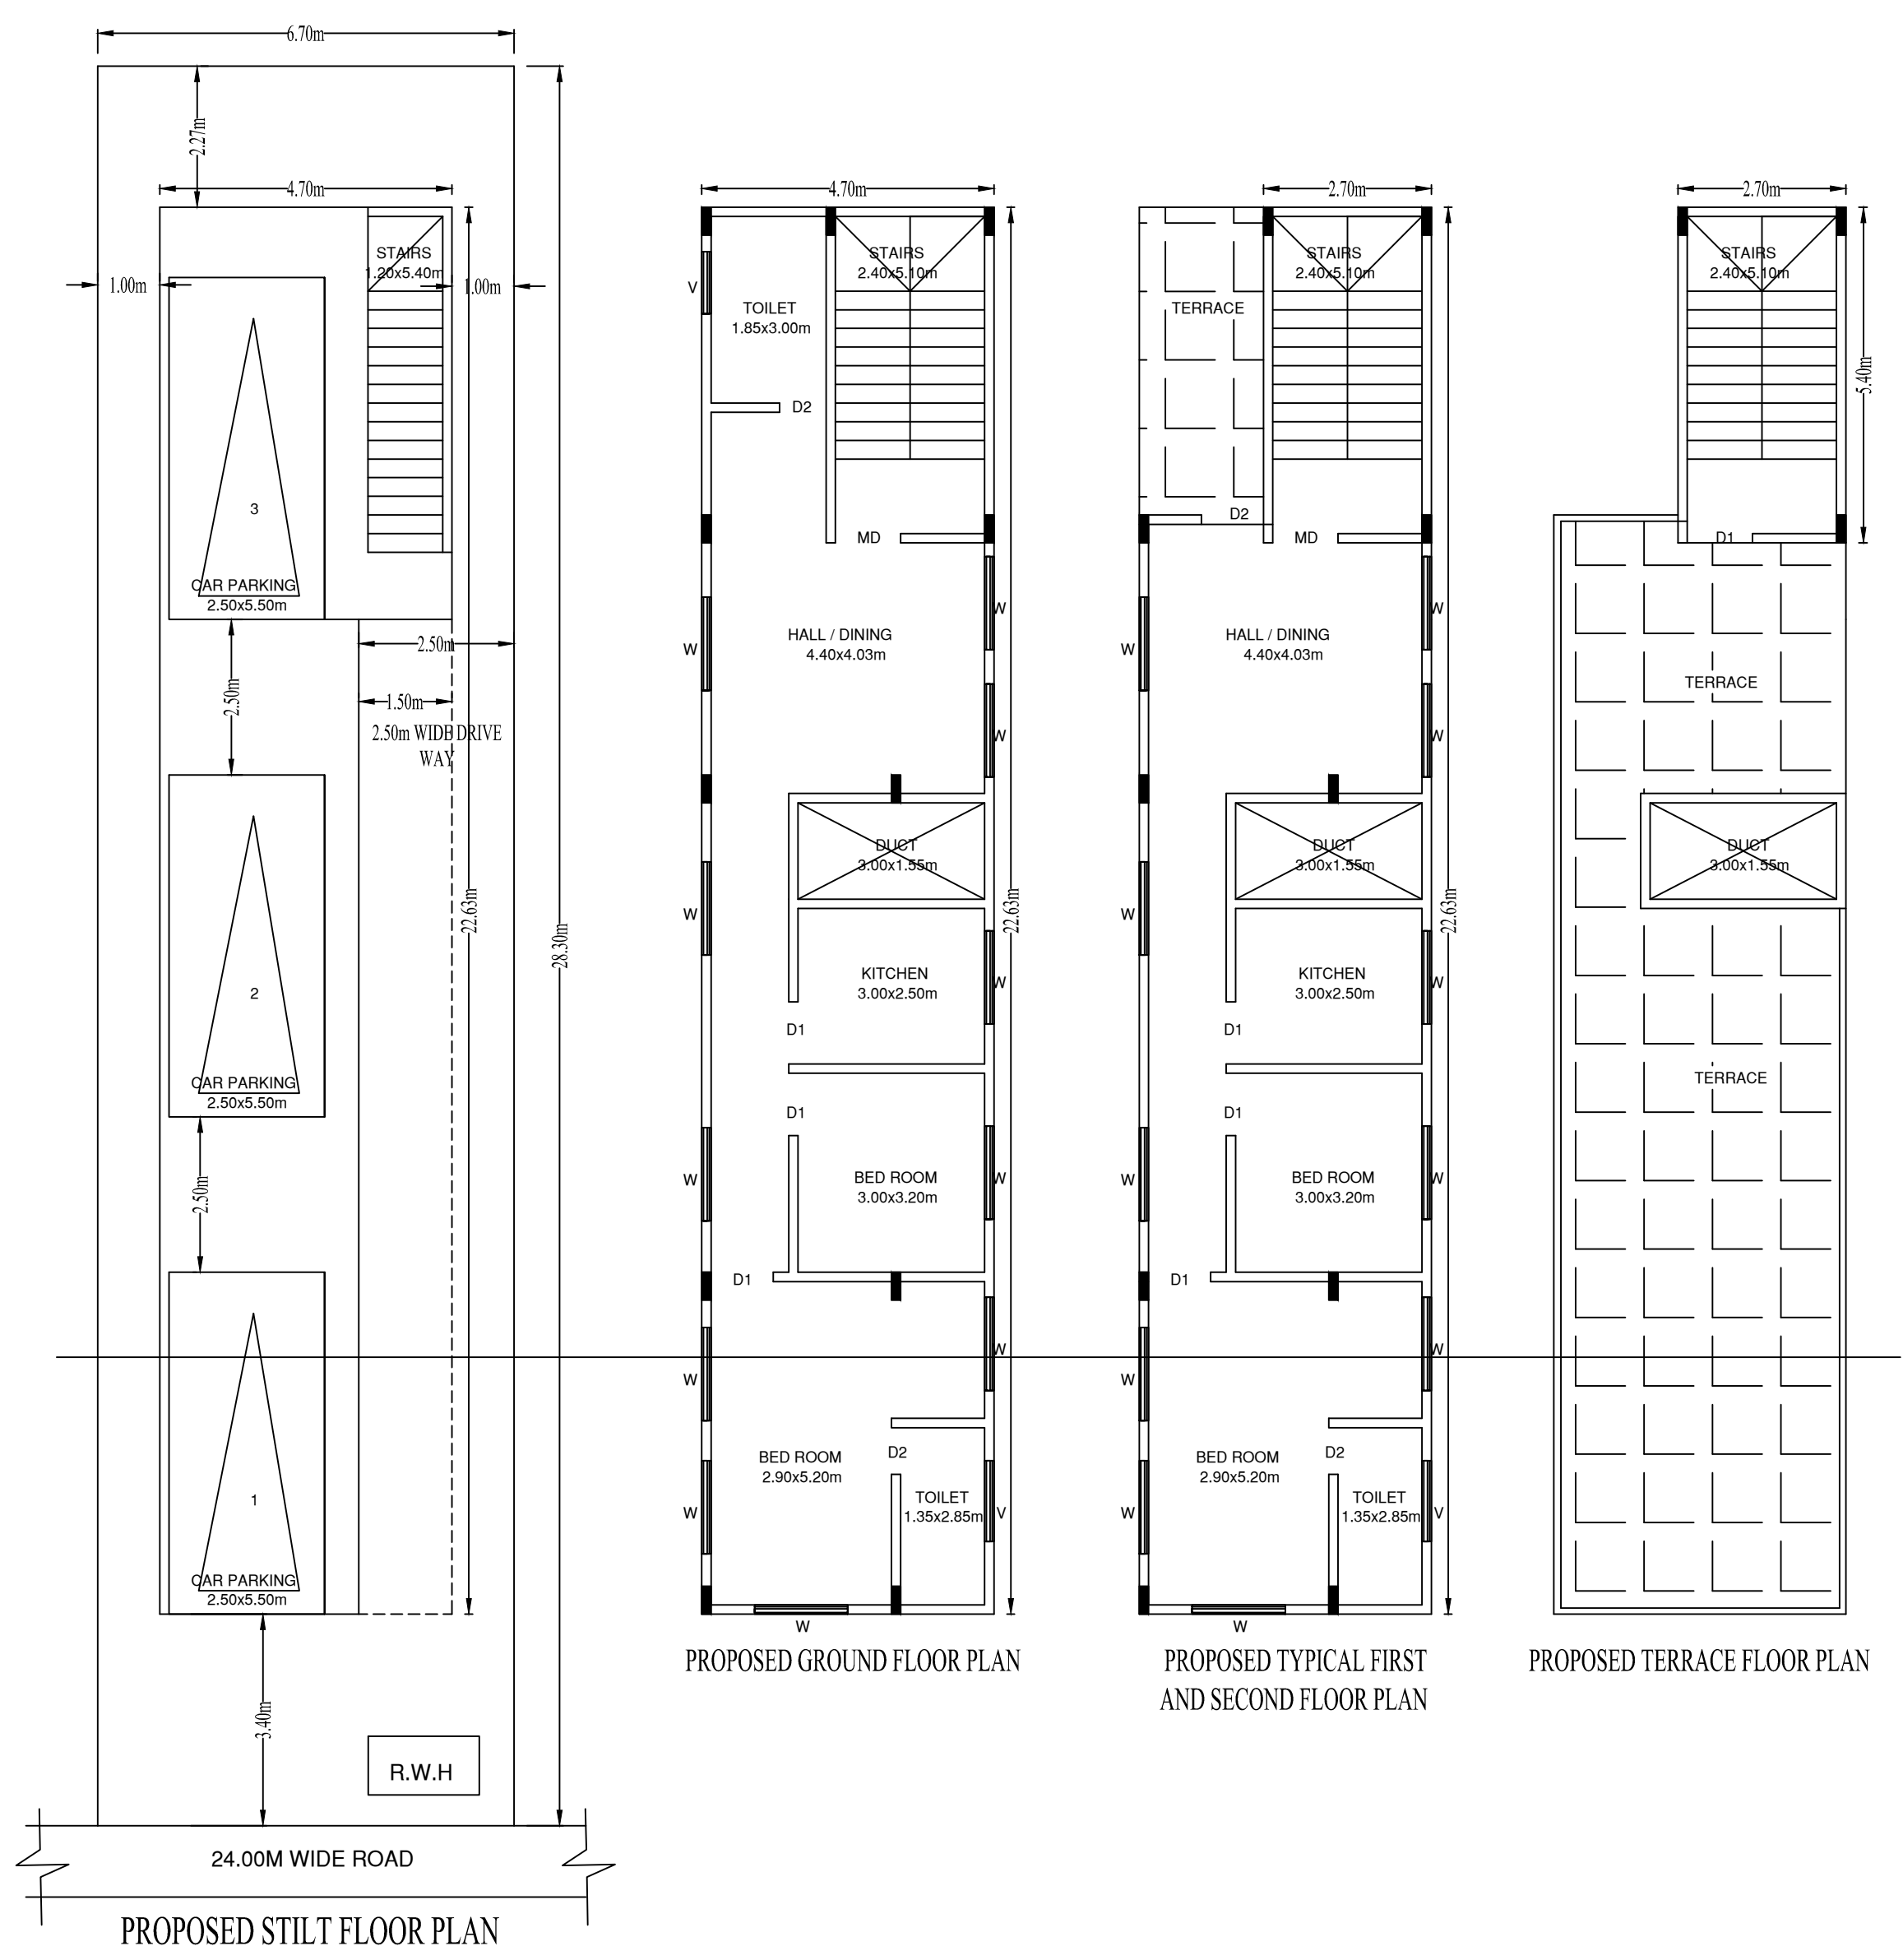 6.70m
2.27m
4.70m
STAIRS
1.20x5.40m
1.00m
1.00m
3
CAR PARKING
2.50x5.50m
2.50m
2.50m
1.50m
2.50m WIDE DRIVE
WAY
22.63m
28.30m
2
CAR PARKING
2.50x5.50m
2.50m
1
CAR PARKING
2.50x5.50m
3.40m
R.W.H
24.00M WIDE ROAD
PROPOSED STILT FLOOR PLAN
4.70m
STAIRS
2.40x5.10m
V
TOILET
1.85x3.00m
D2
MD
W
HALL / DINING
4.40x4.03m
W
W
DUCT
3.00x1.55m
W
22.63m
KITCHEN
3.00x2.50m
W
D1
D1
BED ROOM
3.00x3.20m
W
W
D1
W
W
BED ROOM
2.90x5.20m
D2
TOILET
1.35x2.85m
W
V
W
PROPOSED GROUND FLOOR PLAN
2.70m
STAIRS
2.40x5.10m
TERRACE
D2
MD
W
HALL / DINING
4.40x4.03m
W
W
DUCT
3.00x1.55m
W
22.63m
KITCHEN
3.00x2.50m
W
D1
D1
BED ROOM
3.00x3.20m
W
W
D1
W
W
BED ROOM
2.90x5.20m
D2
TOILET
1.35x2.85m
W
V
W
PROPOSED TYPICAL FIRST
AND SECOND FLOOR PLAN
2.70m
STAIRS
2.40x5.10m
5.40m
D1
TERRACE
DUCT
3.00x1.55m
TERRACE
PROPOSED TERRACE FLOOR PLAN